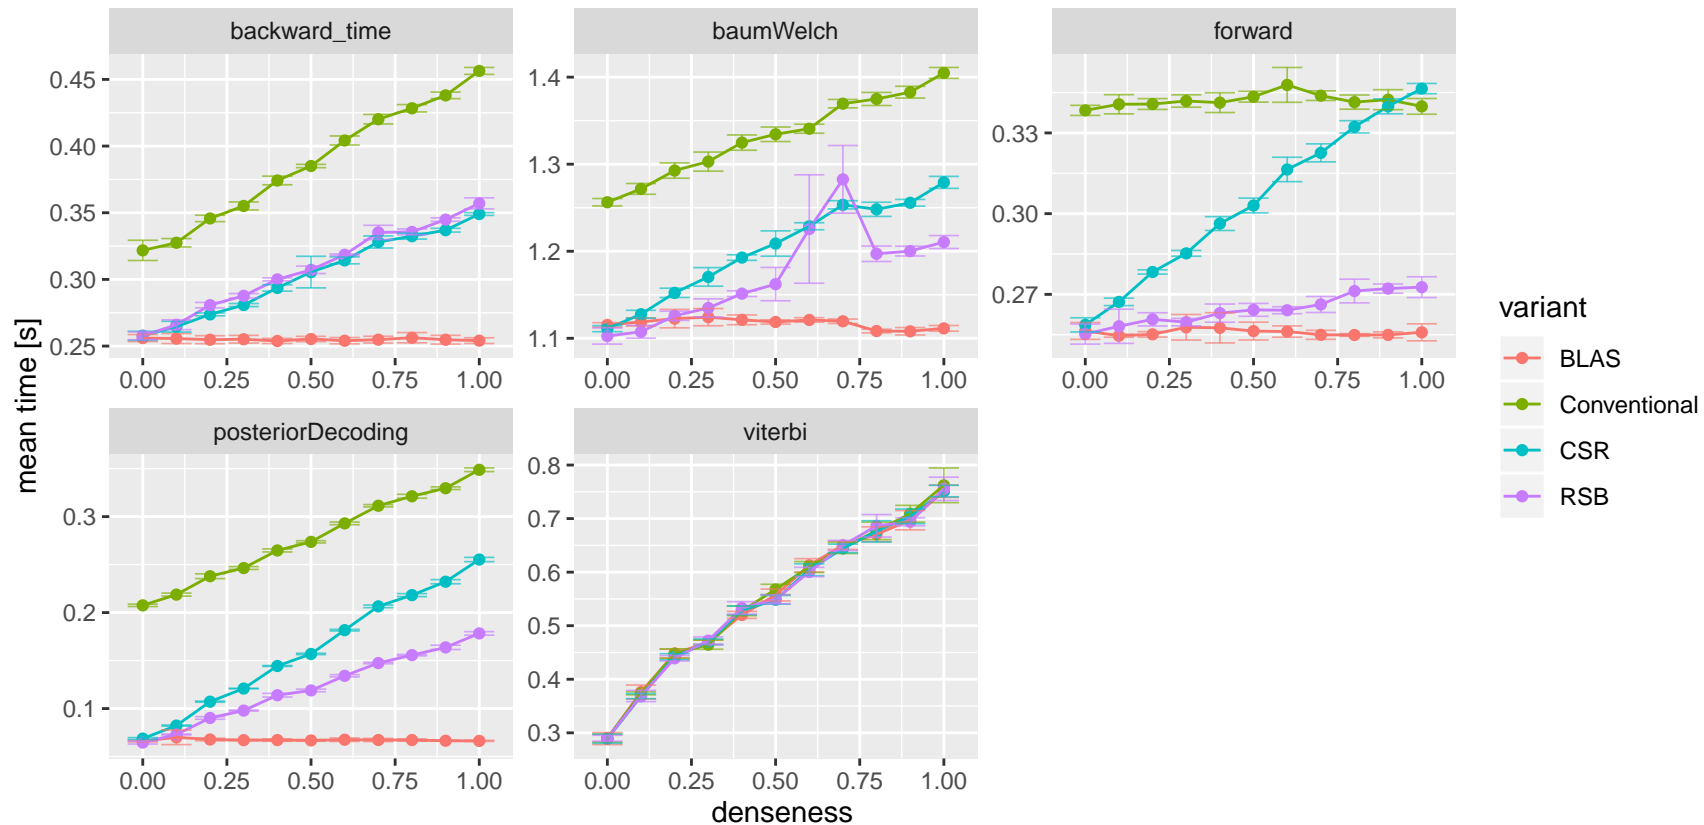 backward_time
baumWelch
forward
0.45
0.40
0.35
0.30
0.25
1.4
1.3
1.2
1.1
0.33
0.30
0.27
0.00 0.25 0.50 0.75 1.00
0.00 0.25 0.50 0.75 1.00
0.00 0.25 0.50 0.75 1.00
posteriorDecoding
viterbi
0.3
0.2
0.1
0.8
0.7
0.6
0.5
0.4
0.3
0.00 0.25 0.50 0.75 1.00
0.00 0.25 0.50 0.75 1.00
mean time [s]
denseness
variant
BLAS
Conventional
CSR
RSB